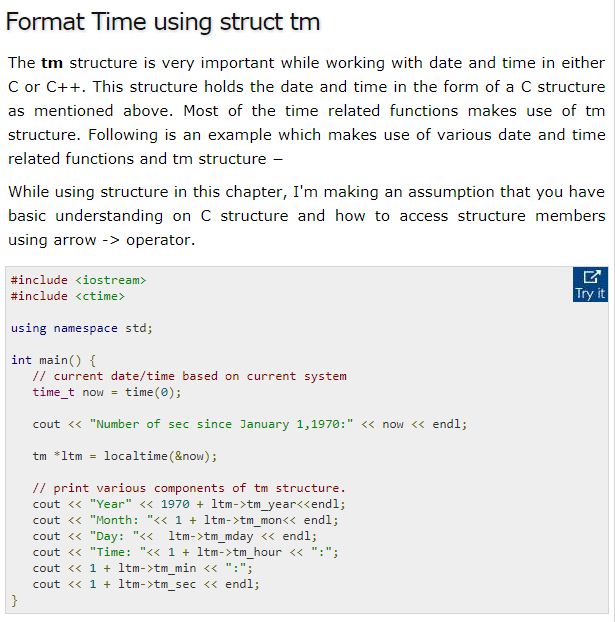 Format Time using struct tm
The tm structure is very important while working with date and time in either
C or C++. This structure holds the date and time in the form of a C structure
as mentioned above. Most of the time related functions makes use of tm
structure. Following is an example which makes use of various date and time
related functions and tm structure −
While using structure in this chapter, I'm making an assumption that you have
basic understanding on C structure and how to access structure members
using arrow -> operator.
Try it
#include <iostream>
#include <ctime>
using namespace std;
int main() {
// current date/time based on current system
time_t now = time(0);
cout << "Number of sec since January 1,1970:" << now << endl;
tm *ltm = localtime(&now);
// print various components of tm structure.
cout << "Year" << 1970 + ltm->tm_year<<endl;
cout << "Month: "<< 1 + ltm->tm_mon<< endl;
cout << "Day: "<<  ltm->tm_mday << endl;
cout << "Time: "<< 1 + ltm->tm_hour << ":";
cout << 1 + ltm->tm_min << ":";
cout << 1 + ltm->tm_sec << endl;
}